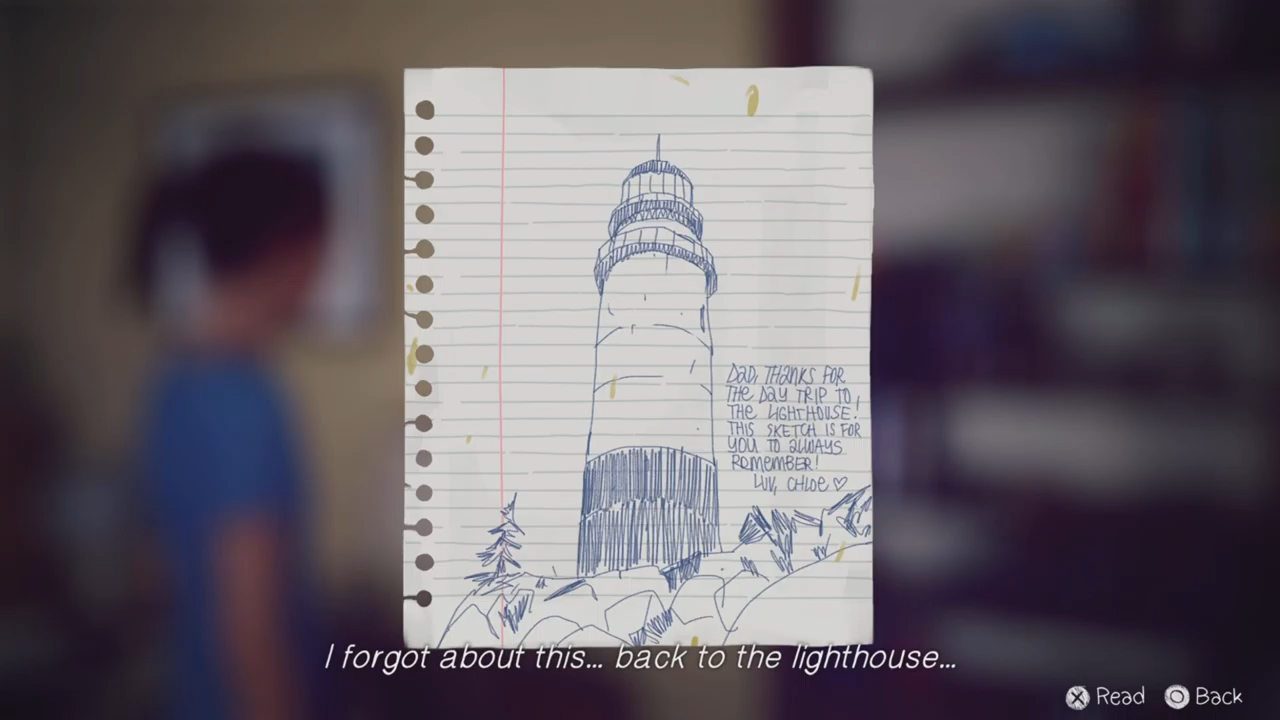 DAD, THANKS FOR
THE DAY TRIP TO
THE LIGHTHOUSE!
THIS SKETCH IS FOR
YOU TO ALWAYS
REMEMBER!
LUV, CHLOE♡
I forgot about this... back to the lighthouse...
Read
Back